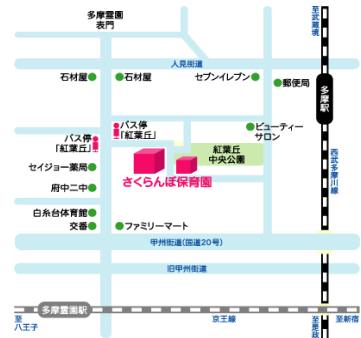 多摩霊園
表門
至武蔵境
人見街道
石材屋
石材屋
セブンイレブン
郵便局
多摩駅
バス停
「紅葉丘」
ビューティー
サロン
バス停
「紅葉丘」
紅葉丘
中央公園
西武多摩川線
セイジョー薬局
さくらんぼ保育園
府中二中
白糸台体育館
交番
ファミリーマート
甲州街道(国道20号)
旧甲州街道
多摩霊園駅
至
八王子
京王線
至是政
至新宿